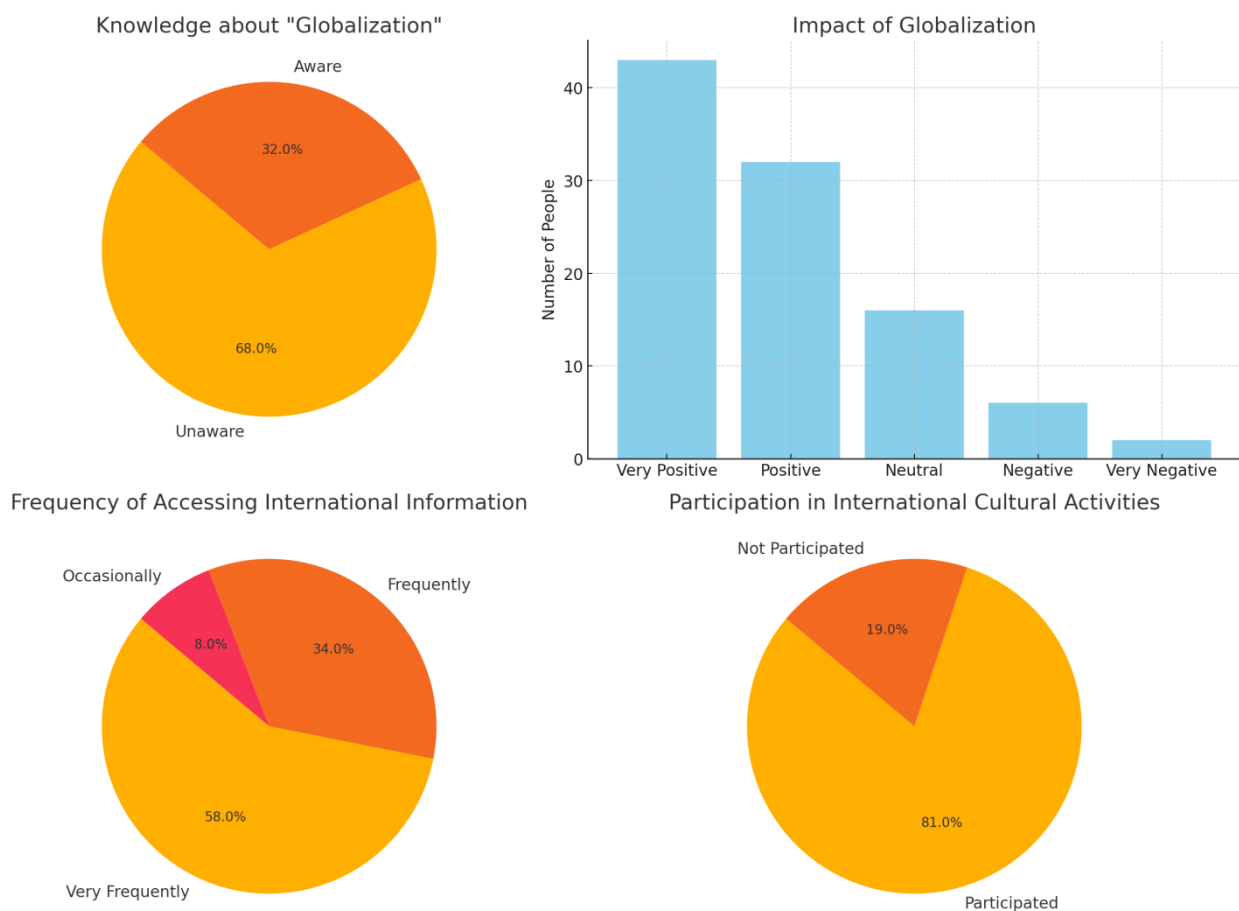 Knowledge about "Globalization"
Aware
32.0%
68.0%
Unaware
Impact of Globalization
Number of People
40
30
20
10
0
Very Positive
Positive
Neutral
Negative
Very Negative
Frequency of Accessing International Information
Occasionally
Frequently
8.0%
34.0%
58.0%
Very Frequently
Participation in International Cultural Activities
Not Participated
19.0%
81.0%
Participated